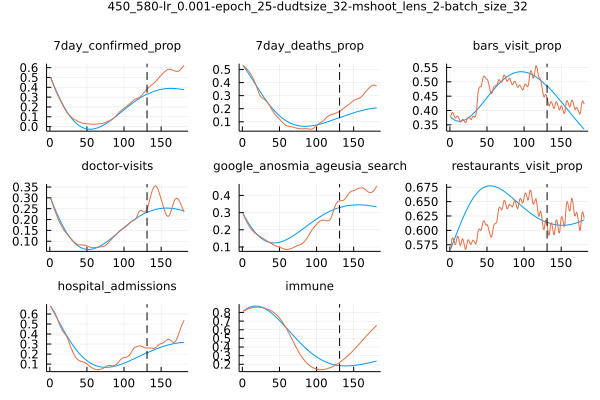 450_580-lr_0.001-epoch_25-dudtsize_32-mshoot_lens_2-batch_size_32
7day_confirmed_prop
7day_deaths_prop
bars_visit_prop
0.6
0.5
0.4
0.3
0.2
0.1
0.0
0 50 100 150
0.5
0.4
0.3
0.2
0.1
0 50 100 150
0.55
0.50
0.45
0.40
0.35
0 50 100 150
doctor-visits
google_anosmia_ageusia_search
restaurants_visit_prop
0.35
0.30
0.25
0.20
0.15
0.10
0 50 100 150
0.4
0.3
0.2
0.1
0 50 100 150
0.675
0.650
0.625
0.600
0.575
0 50 100 150
hospital_admissions
immune
0.6
0.5
0.4
0.3
0.2
0.1
0 50 100 150
0.8
0.7
0.6
0.5
0.4
0.3
0.2
0 50 100 150